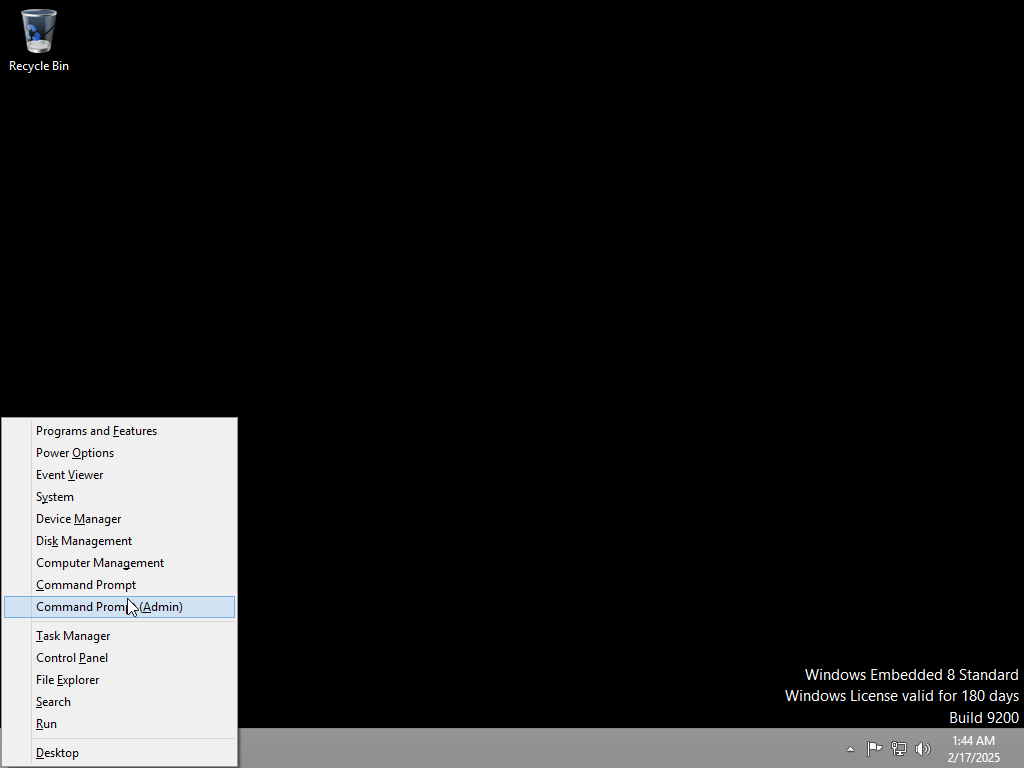 Recycle Bin
Programs and Features
Power Options
Event Viewer
System
Device Manager
Disk Management
Computer Management
Command Prompt
Command Prompt (Admin)
Task Manager
Control Panel
File Explorer
Search
Run
Desktop
Windows Embedded 8 Standard
Windows License valid for 180 days
Build 9200
1:44 AM
2/17/2025